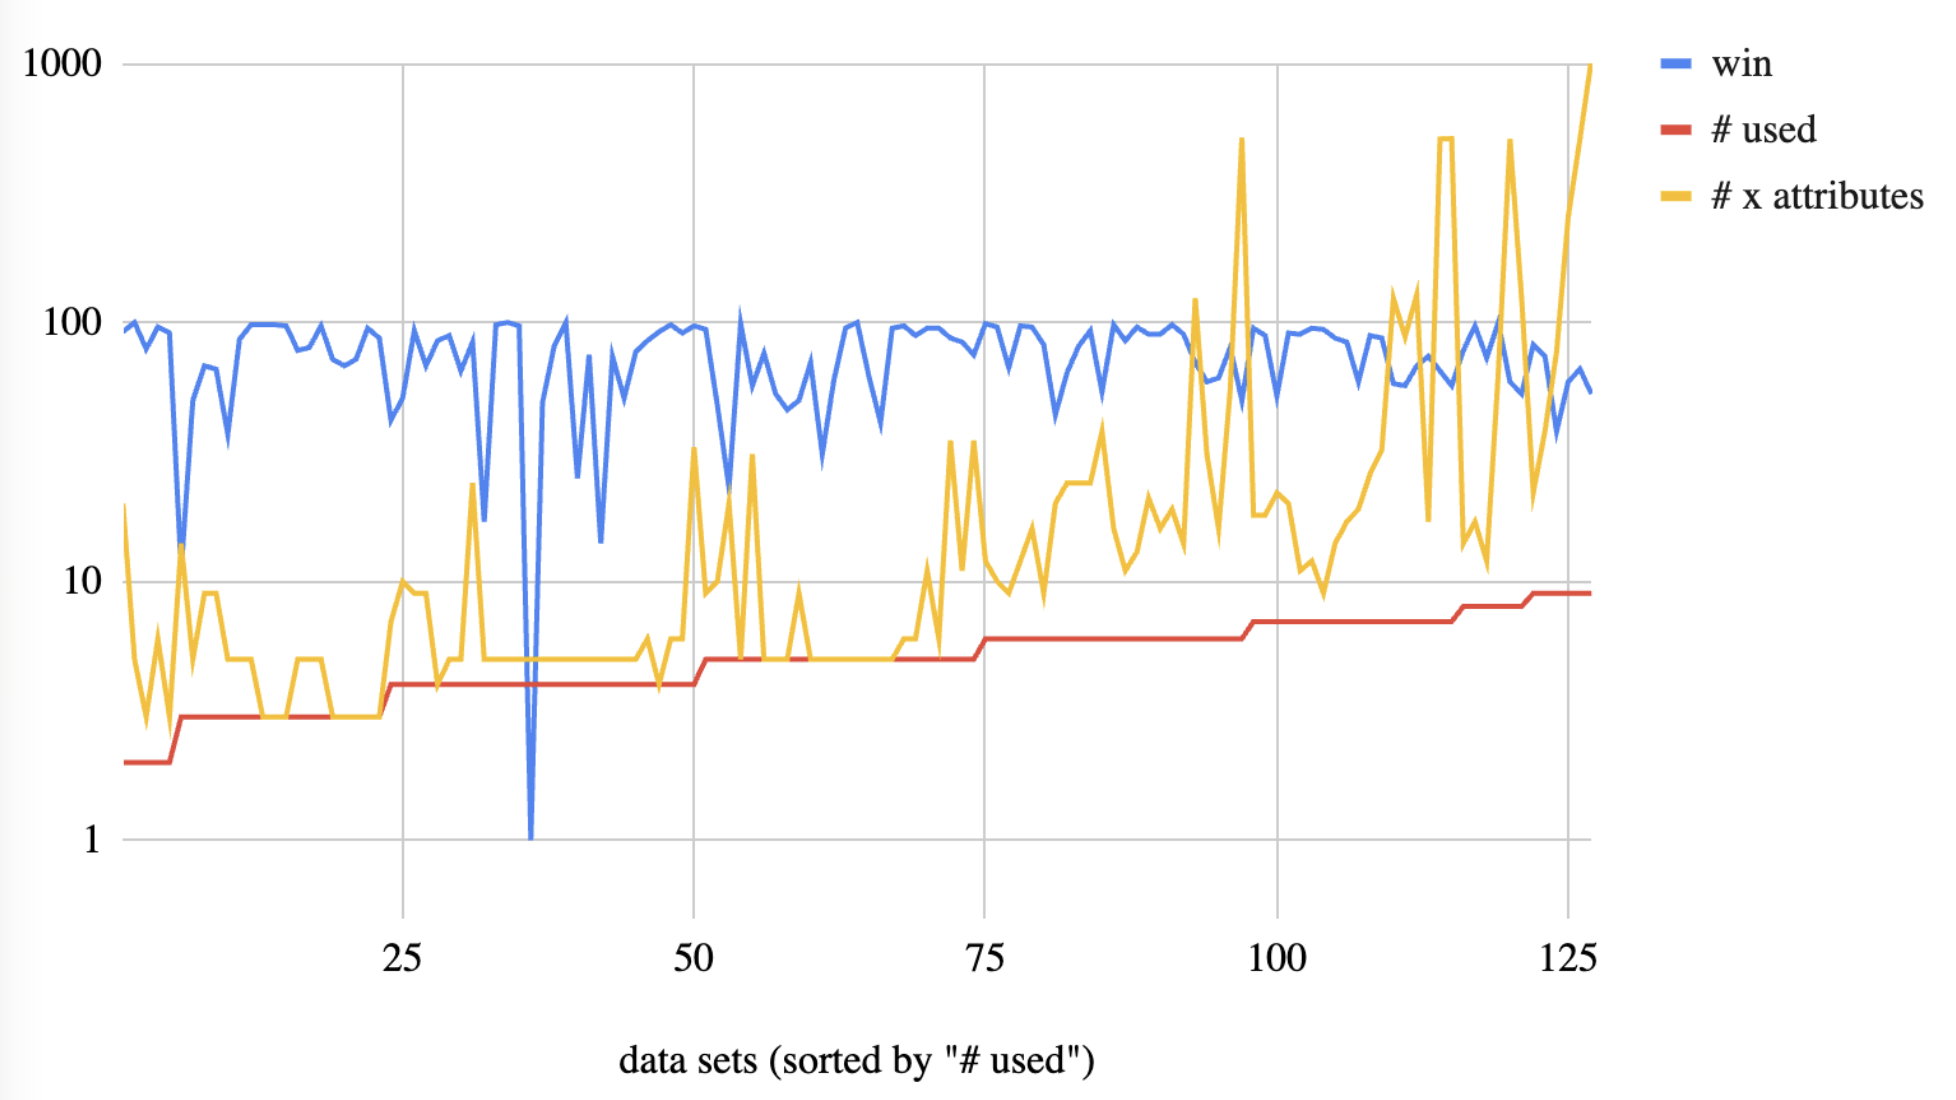 1000
100
10
1
25 50 75 100 125
data sets (sorted by "# used")
win
# used
# x attributes